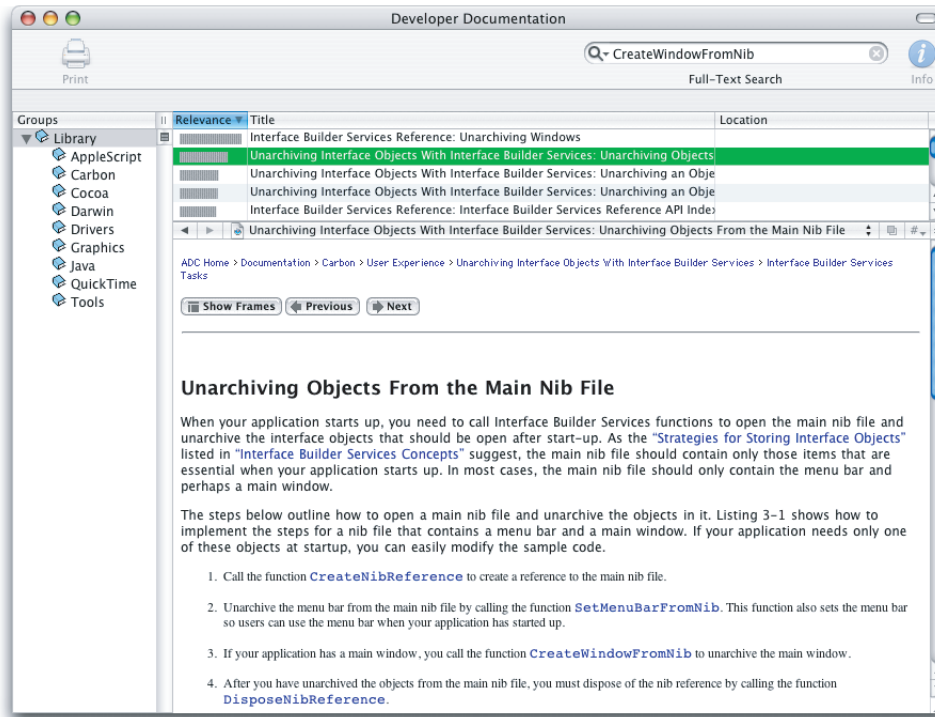 Developer Documentation
CreateWindowFromNib
Print
Full-Text Search
Info
Groups
Relevance
Title
Location
Library
AppleScript
Carbon
Cocoa
Darwin
Drivers
Graphics
Java
QuickTime
Tools
Interface Builder Services Reference: Unarchiving Windows
Unarchiving Interface Objects With Interface Builder Services: Unarchiving Objects
Unarchiving Interface Objects With Interface Builder Services: Unarchiving an Obje
Unarchiving Interface Objects With Interface Builder Services: Unarchiving an Obje
Interface Builder Services Reference: Interface Builder Services Reference API Index
Unarchiving Interface Objects With Interface Builder Services: Unarchiving Objects From the Main Nib File
#
ADC Home > Documentation > Carbon > User Experience > Unarchiving Interface Objects With Interface Builder Services > Interface Builder Services
Tasks
Show Frames
Previous
Next
Unarchiving Objects From the Main Nib File
When your application starts up, you need to call Interface Builder Services functions to open the main nib file and
unarchive the interface objects that should be open after start-up. As the "Strategies for Storing Interface Objects"
listed in "Interface Builder Services Concepts" suggest, the main nib file should contain only those items that are
essential when your application starts up. In most cases, the main nib file should only contain the menu bar and
perhaps a main window.
The steps below outline how to open a main nib file and unarchive the objects in it. Listing 3-1 shows how to
implement the steps for a nib file that contains a menu bar and a main window. If your application needs only one
of these objects at startup, you can easily modify the sample code.
1. Call the function CreateNibReference to create a reference to the main nib file.
2. Unarchive the menu bar from the main nib file by calling the function SetMenuBarFromNib. This function also sets the menu bar
so users can use the menu bar when your application has started up.
3. If your application has a main window, you call the function CreateWindowFromNib to unarchive the main window.
4. After you have unarchived the objects from the main nib file, you must dispose of the nib reference by calling the function
DisposeNibReference.